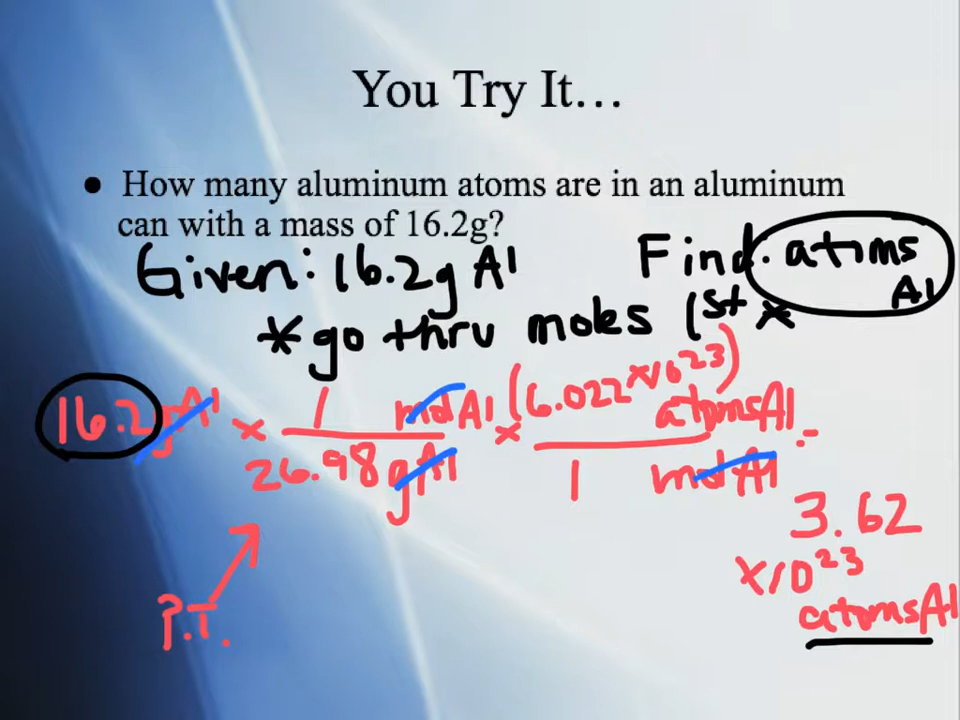 You Try It…
• How many aluminum atoms are in an aluminum
can with a mass of 16.2g?
Given: 16.2g Al Find: atoms Al
*go thru moles 1st *
16.2g Al x 1 mol Al / 26.98 g Al x (6.022 x 10^23) atoms Al / 1 mol Al =
3.62
x10^23
atoms Al
P.T.